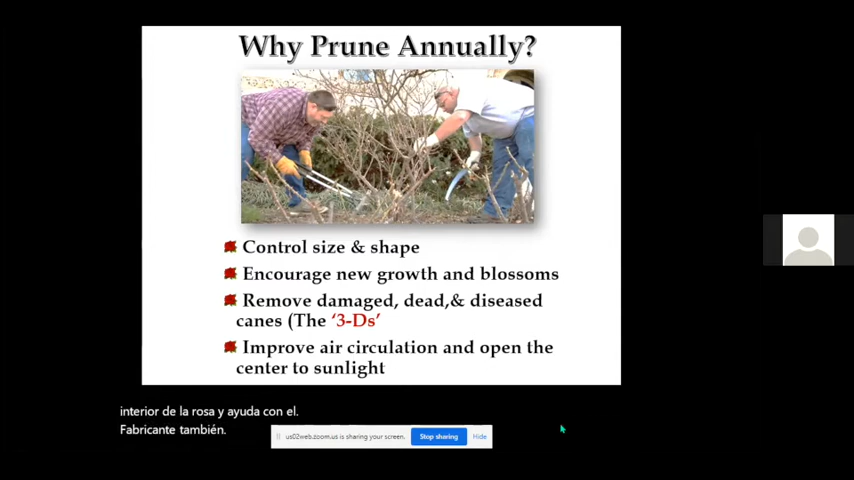 Why Prune Annually?
Control size & shape
Encourage new growth and blossoms
Remove damaged, dead,& diseased
canes (The ‘3-Ds’
Improve air circulation and open the
center to sunlight
interior de la rosa y ayuda con el.
Fabricante también.
us02web.zoom.us is sharing your screen.
Stop sharing
Hide